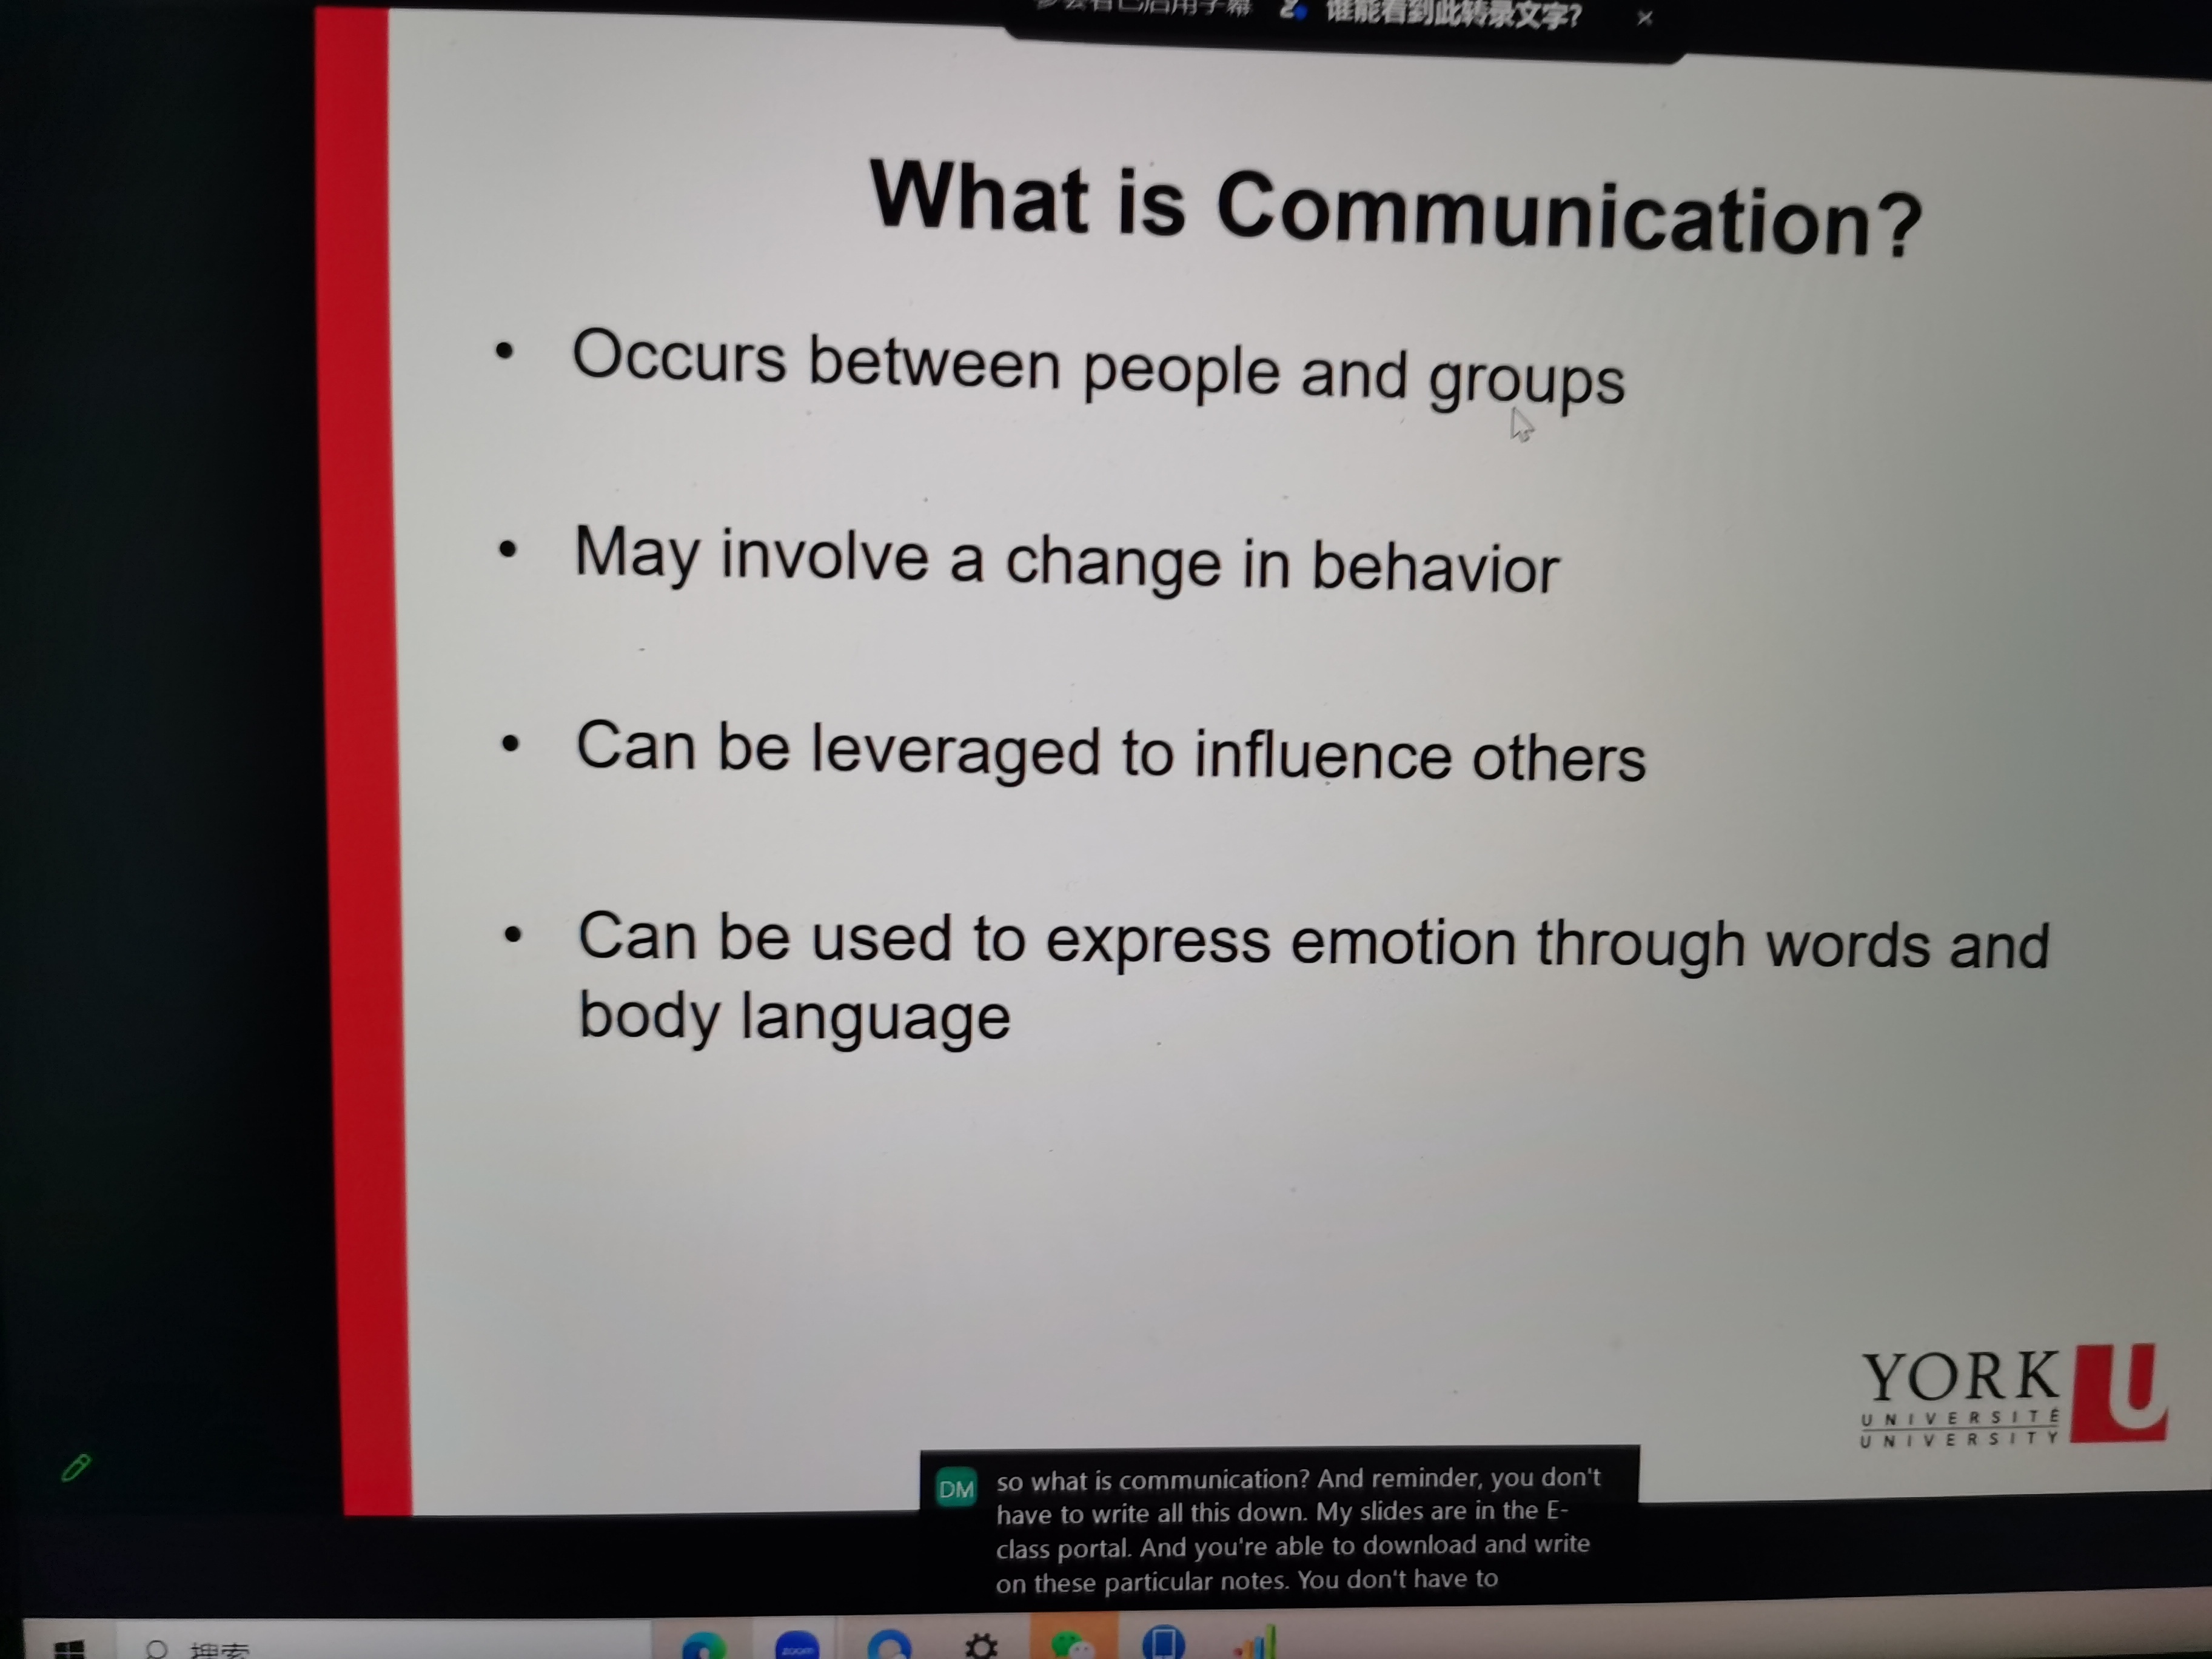 谁能看到此转录文字?
What is Communication?
• Occurs between people and groups
• May involve a change in behavior
• Can be leveraged to influence others
• Can be used to express emotion through words and
body language
YORK U
UNIVERSITÉ
UNIVERSITY
DM so what is communication? And reminder, you don't
have to write all this down. My slides are in the E-
class portal. And you're able to download and write
on these particular notes. You don't have to
搜索
zoom